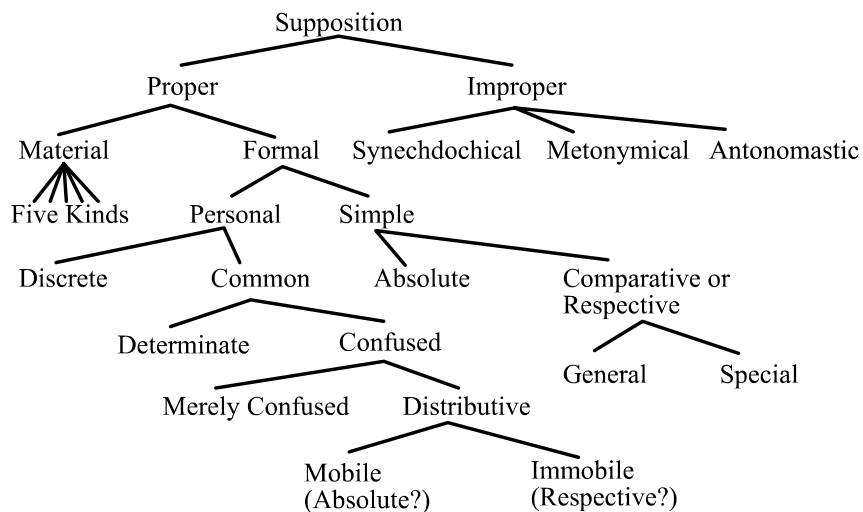 Supposition
Proper
Improper
Material
Formal
Synechdochical
Metonymical
Antonomastic
Five Kinds
Personal
Simple
Discrete
Common
Absolute
Comparative or
Respective
Determinate
Confused
General
Special
Merely Confused
Distributive
Mobile
(Absolute?)
Immobile
(Respective?)